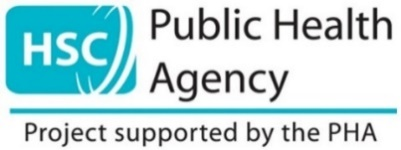 HSC Public Health
Agency
Project supported by the PHA